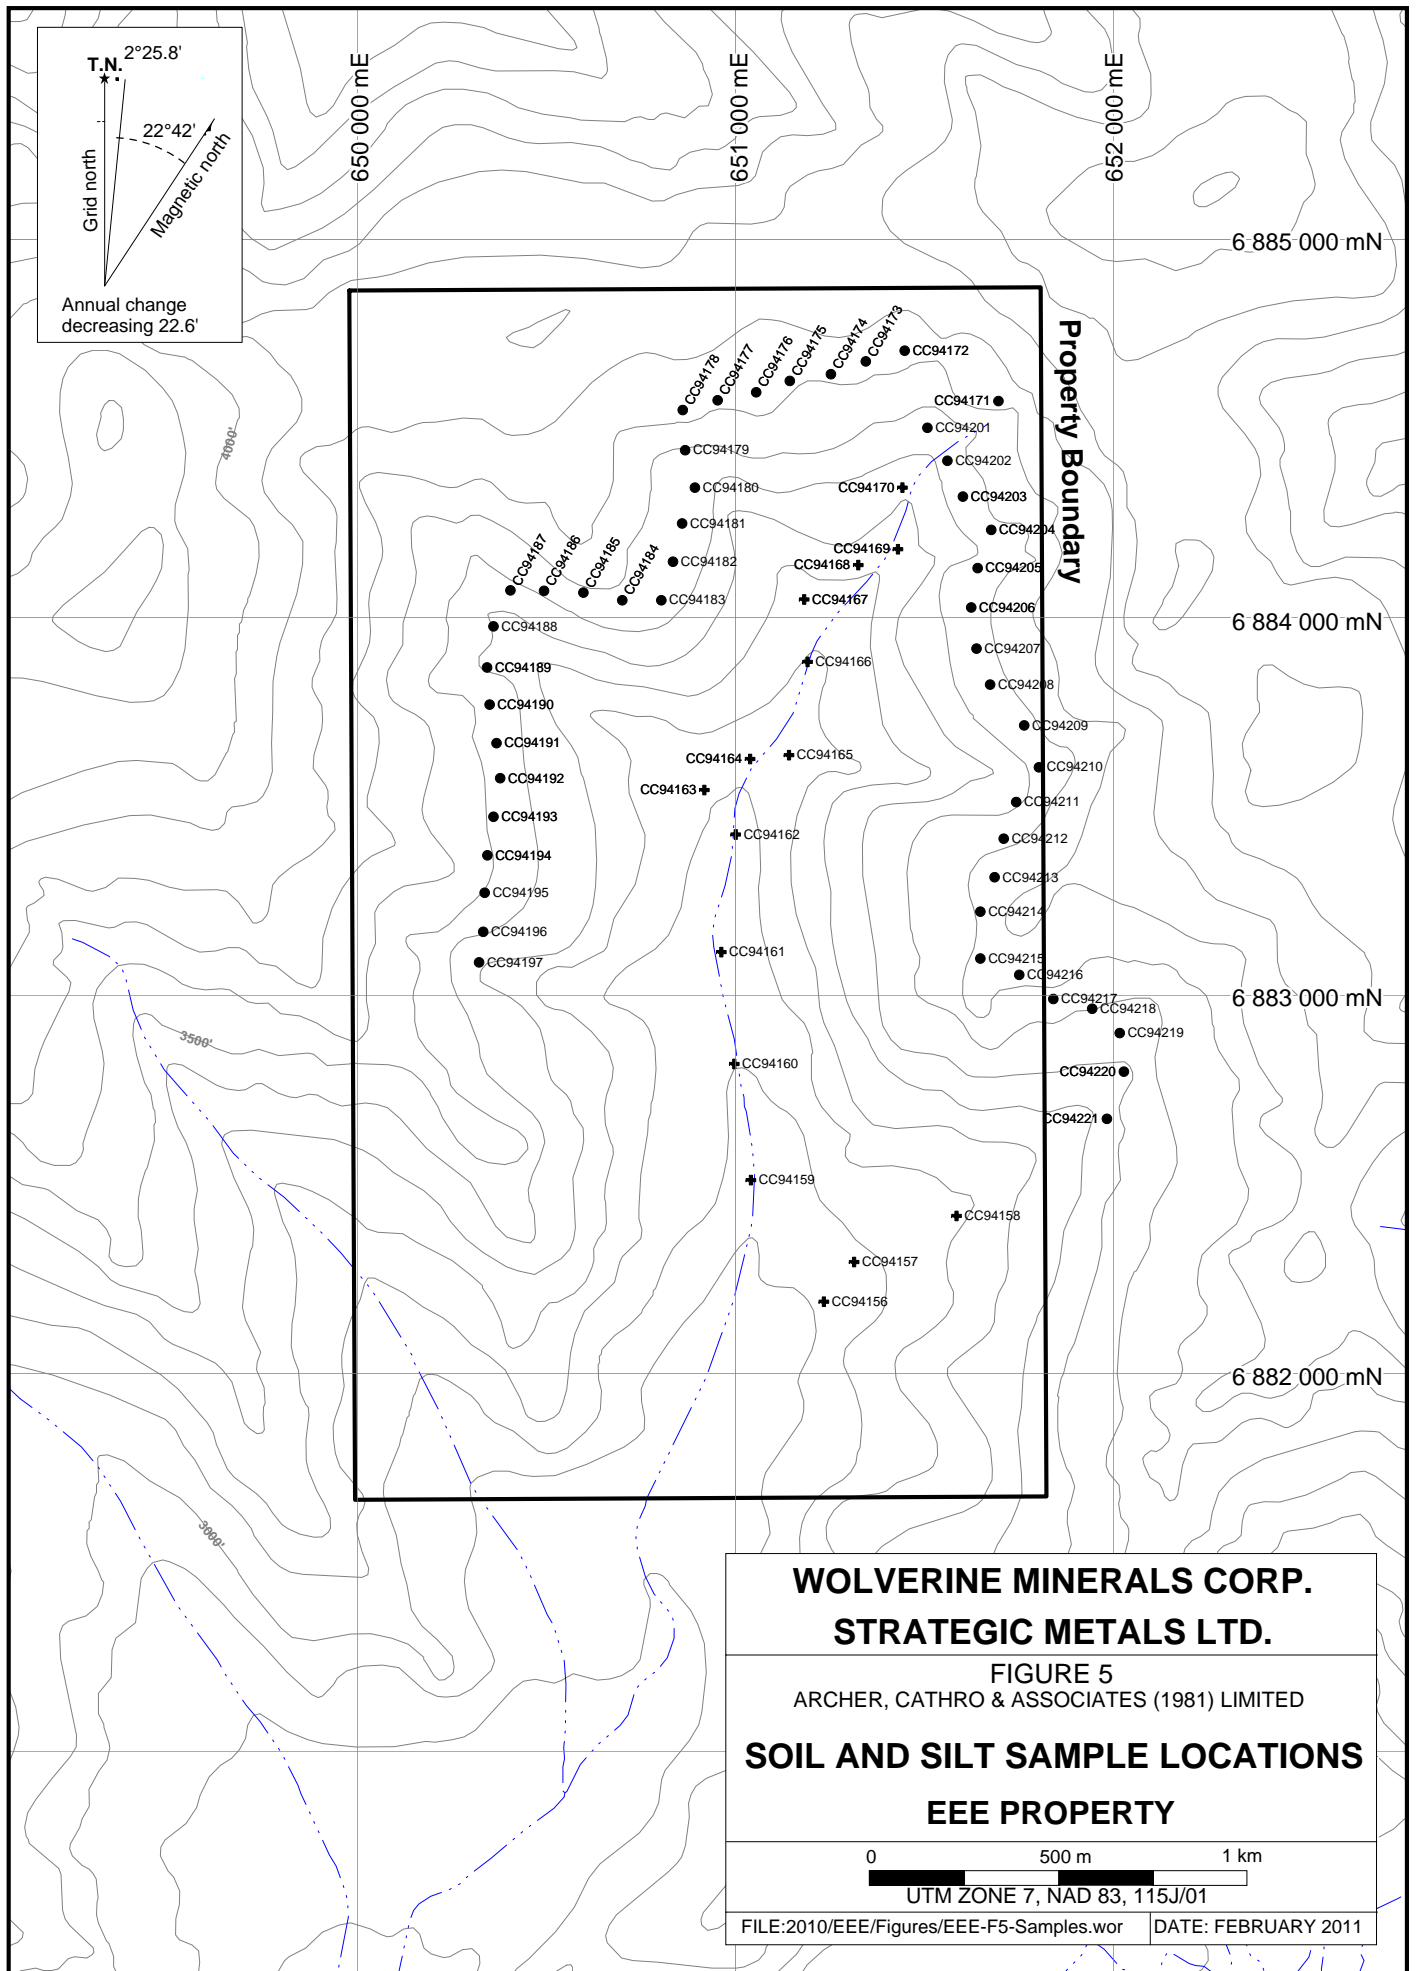 T.N.
2°25.8'
22°42'
Grid north
Magnetic north
Annual change
decreasing 22.6'
650 000 mE
651 000 mE
652 000 mE
6 885 000 mN
6 884 000 mN
6 883 000 mN
6 882 000 mN
Property Boundary
4000'
3500'
3000'
CC94178
CC94177
CC94176
CC94175
CC94174
CC94173
CC94172
CC94171
CC94201
CC94179
CC94202
CC94180
CC94170
CC94203
CC94181
CC94204
CC94169
CC94182
CC94168
CC94205
CC94187
CC94186
CC94185
CC94184
CC94183
CC94167
CC94206
CC94188
CC94207
CC94166
CC94189
CC94208
CC94190
CC94209
CC94191
CC94164
CC94165
CC94210
CC94192
CC94163
CC94211
CC94193
CC94162
CC94212
CC94194
CC94213
CC94195
CC94214
CC94196
CC94161
CC94215
CC94197
CC94216
CC94217
CC94218
CC94219
CC94160
CC94220
CC94221
CC94159
CC94158
CC94157
CC94156
WOLVERINE MINERALS CORP.
STRATEGIC METALS LTD.
FIGURE 5
ARCHER, CATHRO & ASSOCIATES (1981) LIMITED
SOIL AND SILT SAMPLE LOCATIONS
EEE PROPERTY
0 500 m 1 km
UTM ZONE 7, NAD 83, 115J/01
FILE:2010/EEE/Figures/EEE-F5-Samples.wor
DATE: FEBRUARY 2011